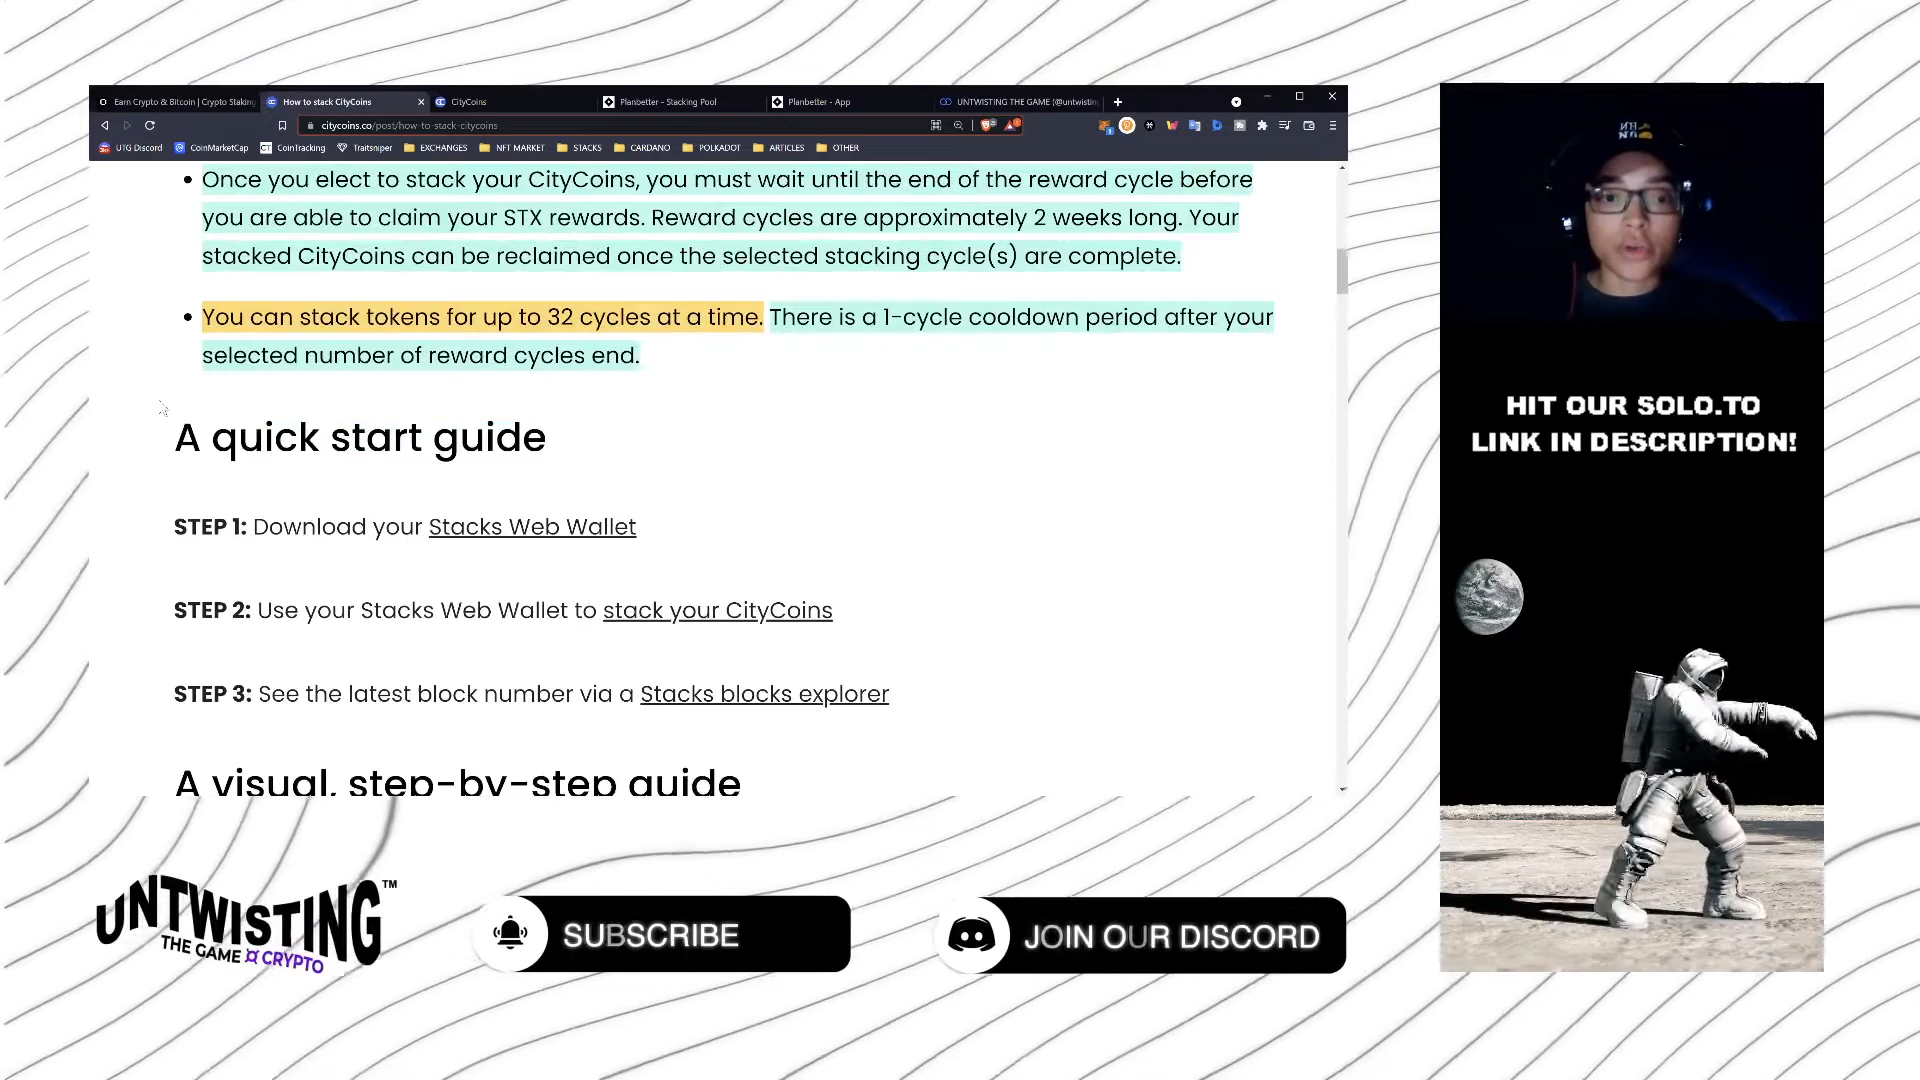 Earn Crypto & Bitcoin | Crypto Staking
How to stack CityCoins
CityCoins
Planbetter - Stacking Pool
Planbetter - App
UNTWISTING THE GAME (@untwistin
citycoins.co/post/how-to-stack-citycoins
UTG Discord
CoinMarketCap
CoinTracking
Traitsniper
EXCHANGES
NFT MARKET
STACKS
CARDANO
POLKADOT
ARTICLES
OTHER
Once you elect to stack your CityCoins, you must wait until the end of the reward cycle before
you are able to claim your STX rewards. Reward cycles are approximately 2 weeks long. Your
stacked CityCoins can be reclaimed once the selected stacking cycle(s) are complete.
You can stack tokens for up to 32 cycles at a time. There is a 1-cycle cooldown period after your
selected number of reward cycles end.
A quick start guide
STEP 1: Download your Stacks Web Wallet
STEP 2: Use your Stacks Web Wallet to stack your CityCoins
STEP 3: See the latest block number via a Stacks blocks explorer
A visual, step-by-step guide
HIT OUR SOLO.TO
LINK IN DESCRIPTION!
UNTWISTING™
THE GAME CRYPTO
SUBSCRIBE
JOIN OUR DISCORD